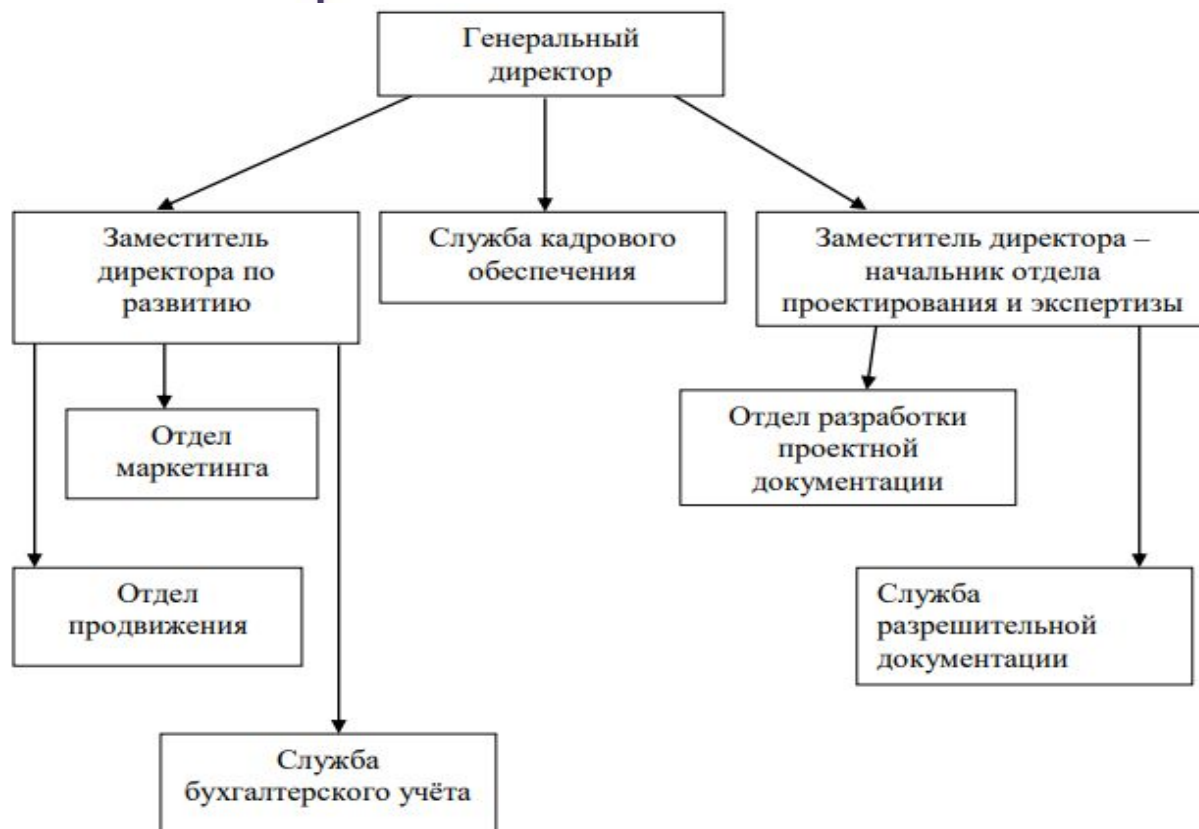 Генеральный
директор
Заместитель
директора по
развитию
Служба кадрового
обеспечения
Заместитель директора –
начальник отдела
проектирования и экспертизы
Отдел
маркетинга
Отдел разработки
проектной
документации
Отдел
продвижения
Служба
разрешительной
документации
Служба
бухгалтерского учёта